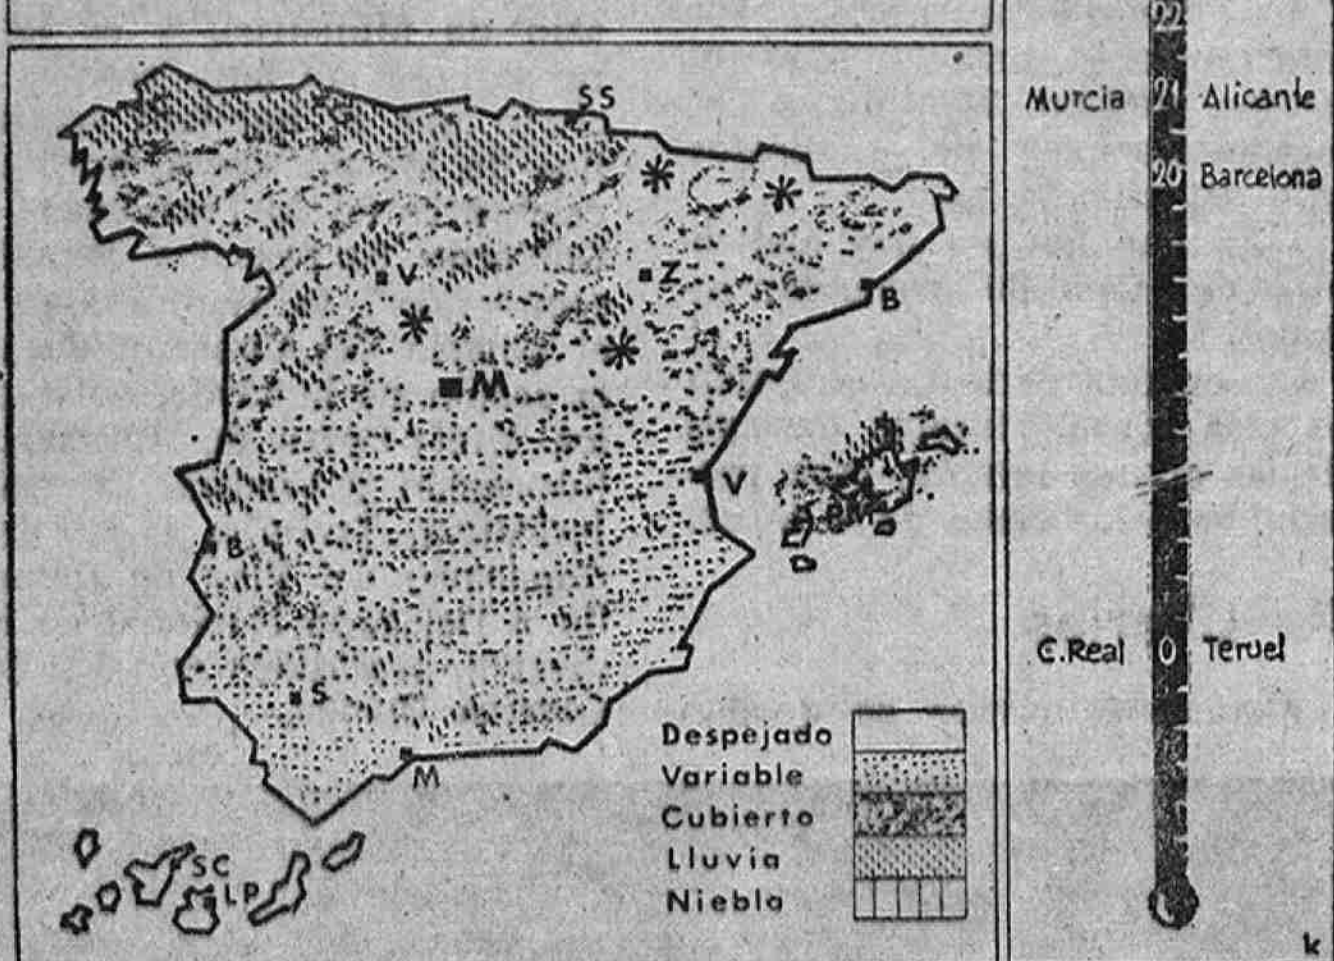 SS
V
Z
B
M
V
B
S
M
SC
LP
Despejado
Variable
Cubierto
Lluvia
Niebla
22
Murcia 21 Alicante
20 Barcelona
C.Real 0 Teruel
k